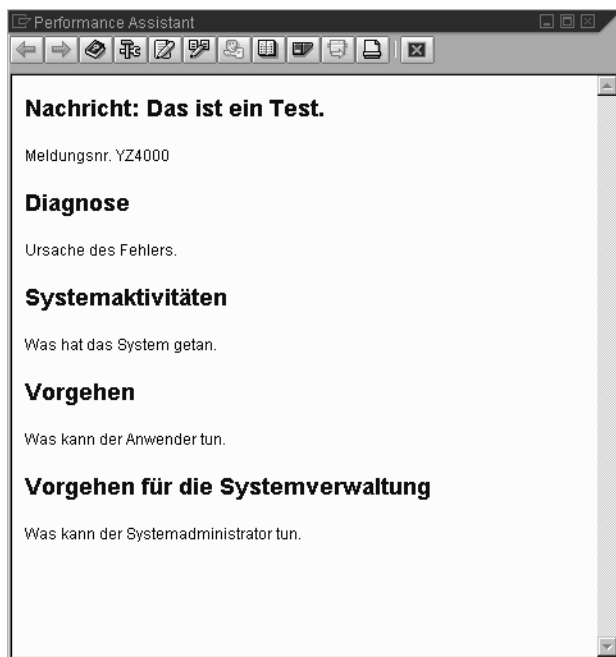 Performance Assistant
Nachricht: Das ist ein Test.
Meldungsnr. YZ4000
Diagnose
Ursache des Fehlers.
Systemaktivitäten
Was hat das System getan.
Vorgehen
Was kann der Anwender tun.
Vorgehen für die Systemverwaltung
Was kann der Systemadministrator tun.